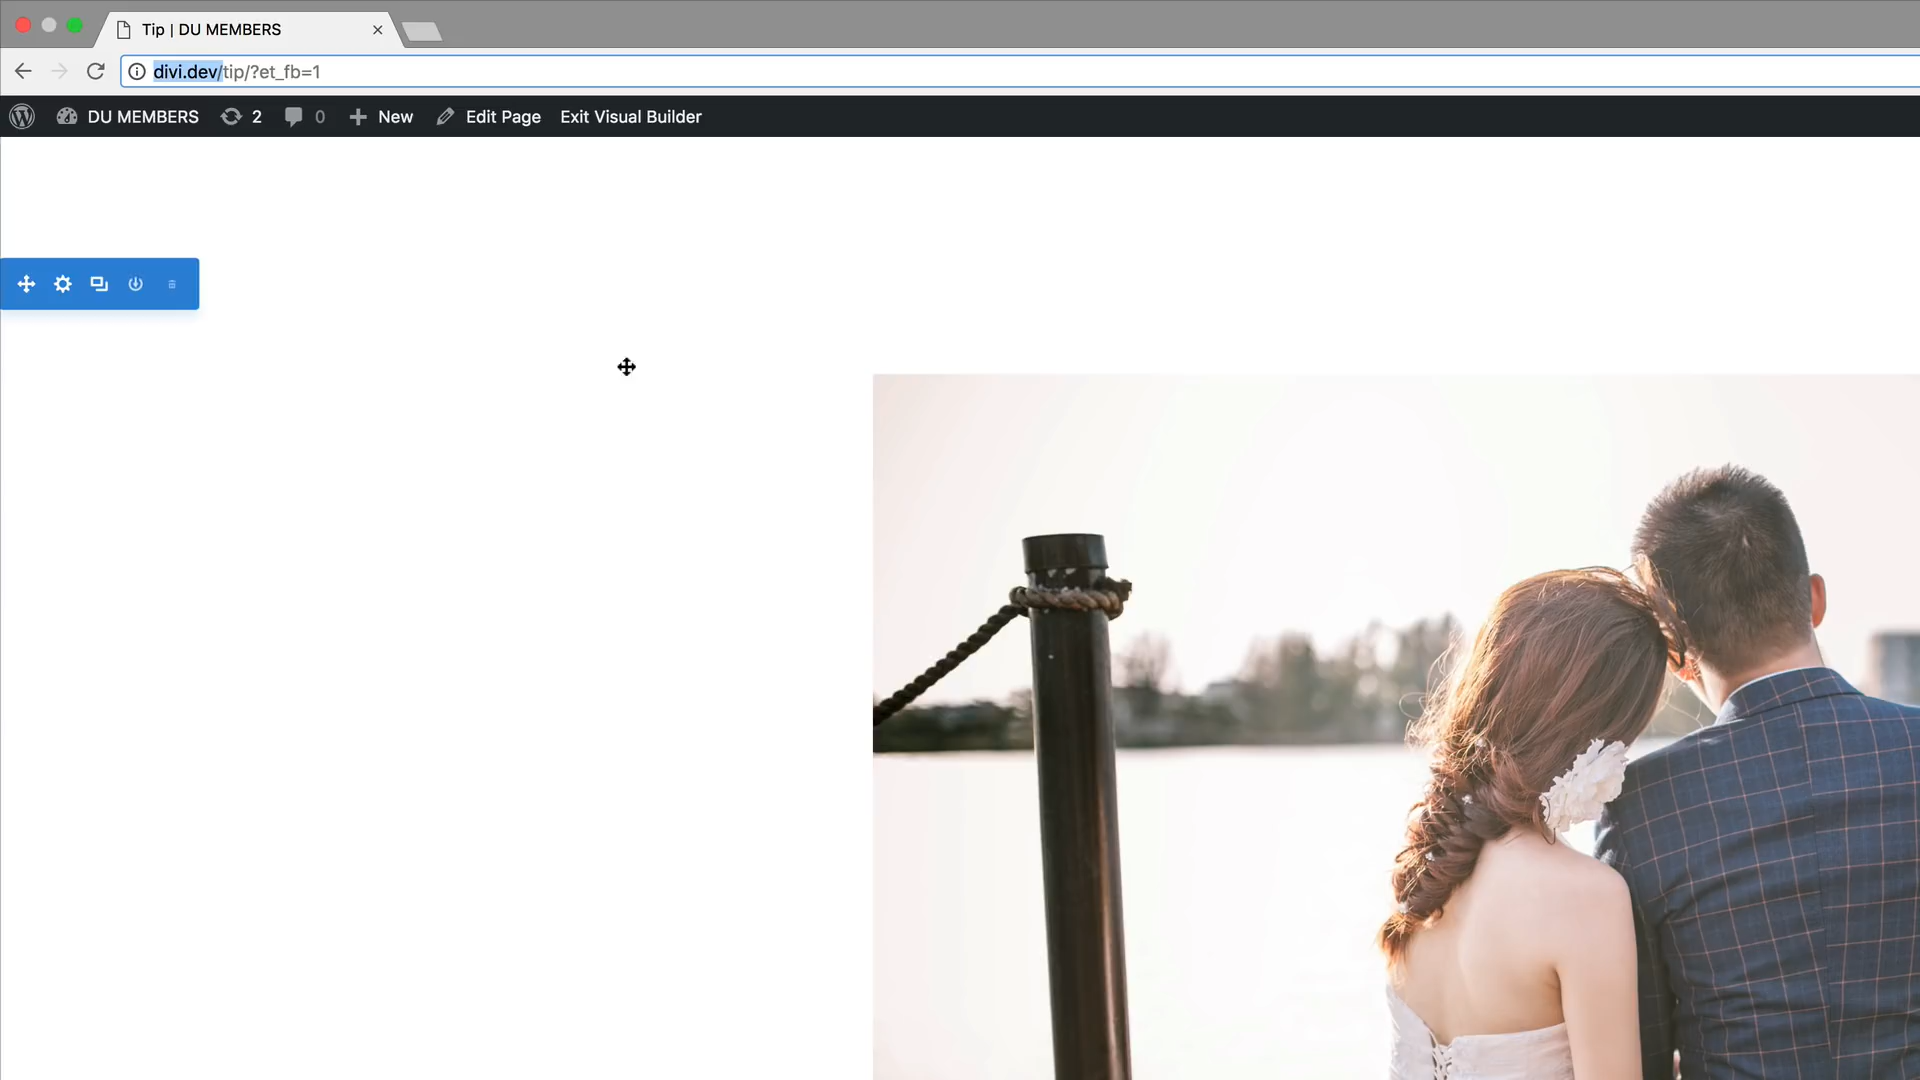 Tip | DU MEMBERS
divi.dev/tip/?et_fb=1
DU MEMBERS 2 0 New Edit Page Exit Visual Builder